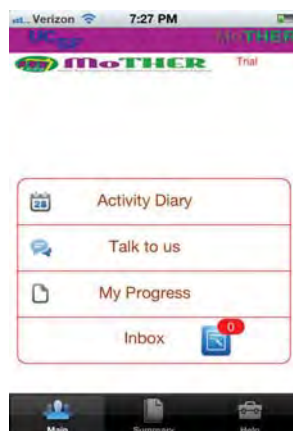 Verizon 7:27 PM
UCSF MOTHER
MOTHER Trial
28 Activity Diary
Talk to us
My Progress
Inbox 0
Main Summary Help